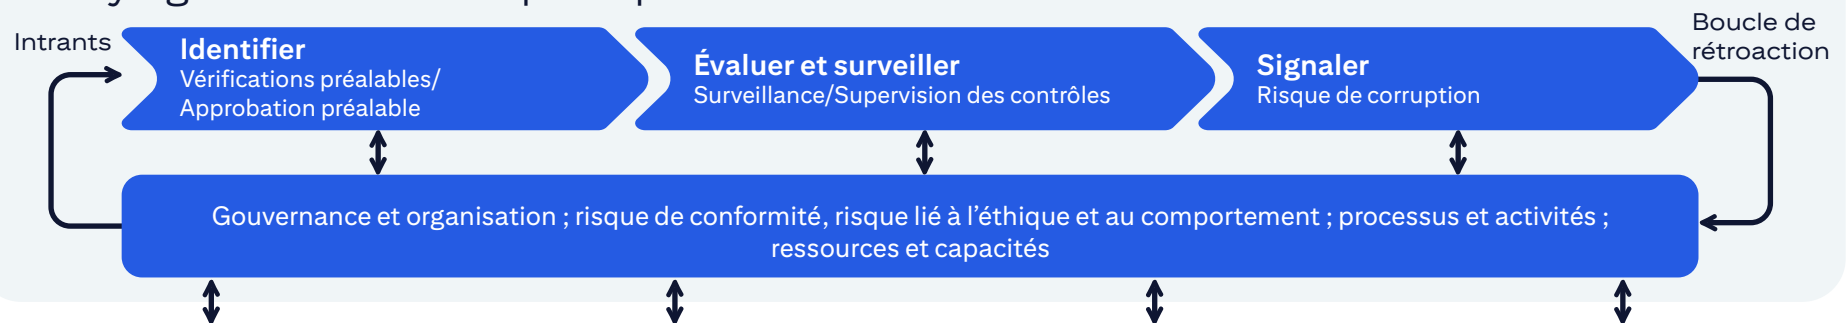 Intrants
Identifier
Vérifications préalables/
Approbation préalable
Évaluer et surveiller
Surveillance/Supervision des contrôles
Signaler
Risque de corruption
Boucle de
rétroaction
Gouvernance et organisation ; risque de conformité, risque lié à l’éthique et au comportement ; processus et activités ;
ressources et capacités